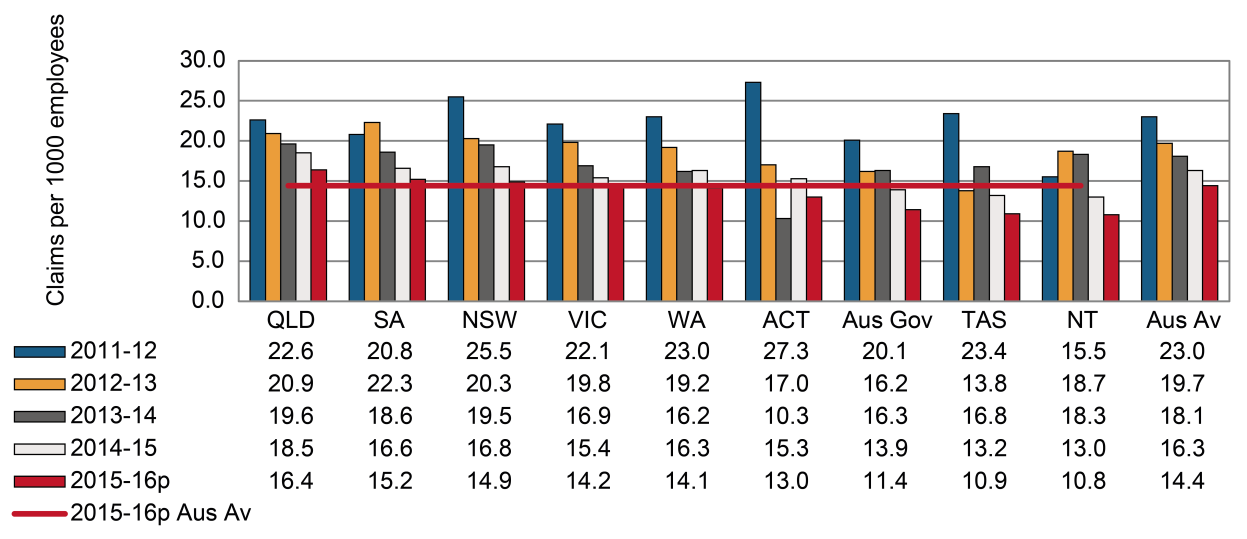 Claims per 1000 employees
30.0
25.0
20.0
15.0
10.0
5.0
0.0
QLD SA NSW VIC WA ACT Aus Gov TAS NT Aus Av
2011-12 22.6 20.8 25.5 22.1 23.0 27.3 20.1 23.4 15.5 23.0
2012-13 20.9 22.3 20.3 19.8 19.2 17.0 16.2 13.8 18.7 19.7
2013-14 19.6 18.6 19.5 16.9 16.2 10.3 16.3 16.8 18.3 18.1
2014-15 18.5 16.6 16.8 15.4 16.3 15.3 13.9 13.2 13.0 16.3
2015-16p 16.4 15.2 14.9 14.2 14.1 13.0 11.4 10.9 10.8 14.4
2015-16p Aus Av